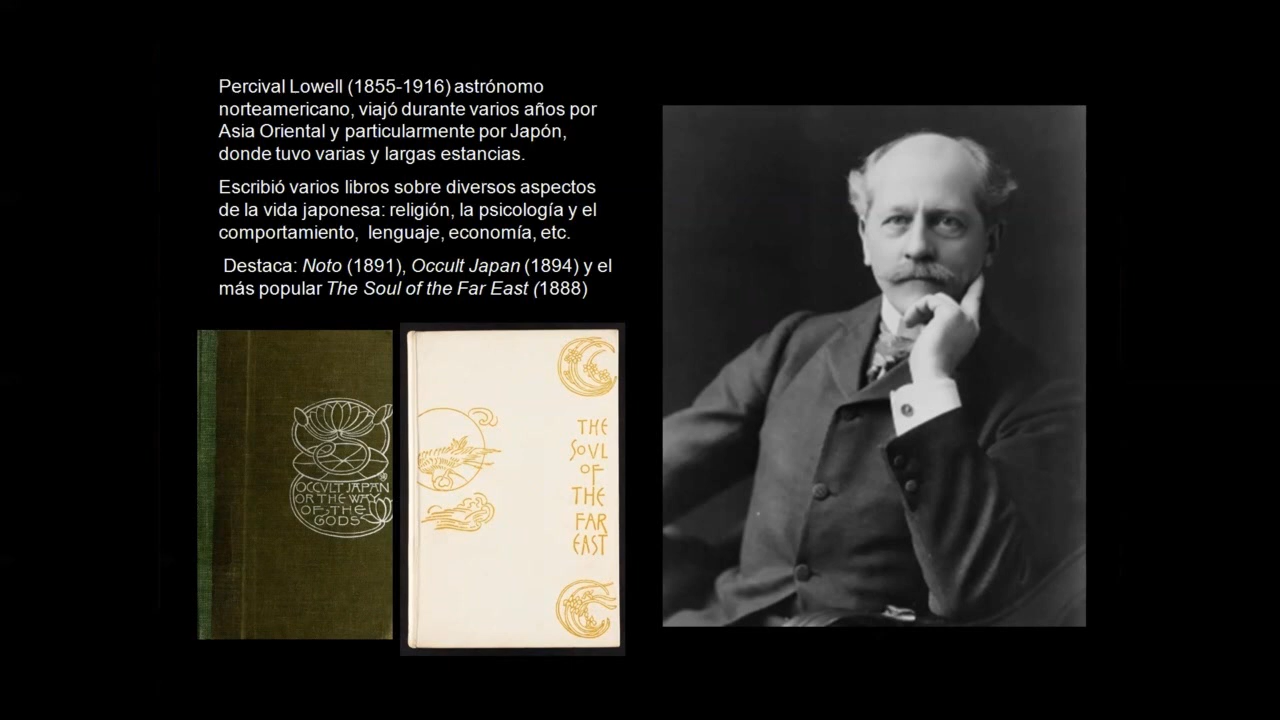 Percival Lowell (1855-1916) astrónomo
norteamericano, viajó durante varios años por
Asia Oriental y particularmente por Japón,
donde tuvo varias y largas estancias.
Escribió varios libros sobre diversos aspectos
de la vida japonesa: religión, la psicología y el
comportamiento, lenguaje, economía, etc.
Destaca: Noto (1891), Occult Japan (1894) y el
más popular The Soul of the Far East (1888)
OCCULT JAPAN
OR THE WAY
OF THE
GODS
THE
SOVL
OF
THE
FAR
EAST